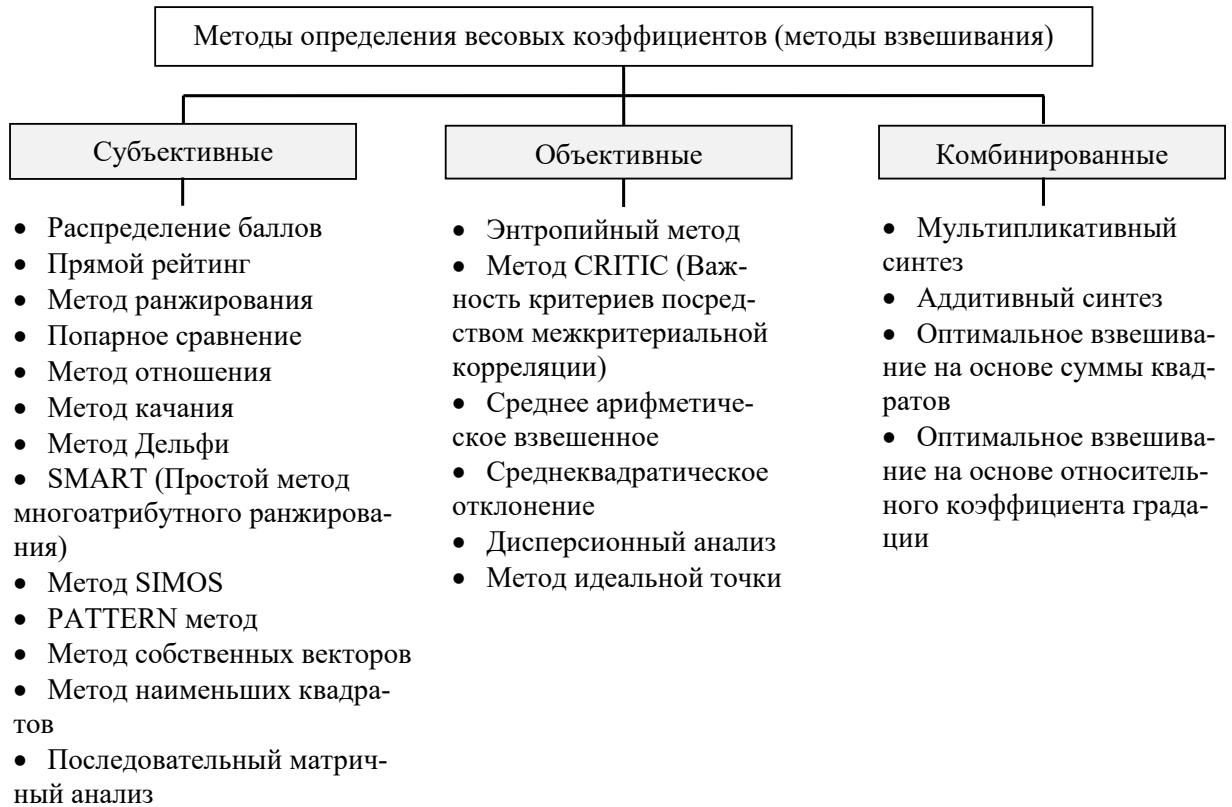 Методы определения весовых коэффициентов (методы взвешивания)
Субъективные
• Распределение баллов
• Прямой рейтинг
• Метод ранжирования
• Попарное сравнение
• Метод отношения
• Метод качания
• Метод Дельфи
• SMART (Простой метод
многоатрибутного ранжирова-
ния)
• Метод SIMOS
• PATTERN метод
• Метод собственных векторов
• Метод наименьших квадра-
тов
• Последовательный матрич-
ный анализ
Объективные
• Энтропийный метод
• Метод CRITIC (Важ-
ность критериев посред-
ством межкритериальной
корреляции)
• Среднее арифметиче-
ское взвешенное
• Среднеквадратическое
отклонение
• Дисперсионный анализ
• Метод идеальной точки
Комбинированные
• Мультипликативный
синтез
• Аддитивный синтез
• Оптимальное взвешива-
ние на основе суммы квад-
ратов
• Оптимальное взвешива-
ние на основе относитель-
ного коэффициента града-
ции